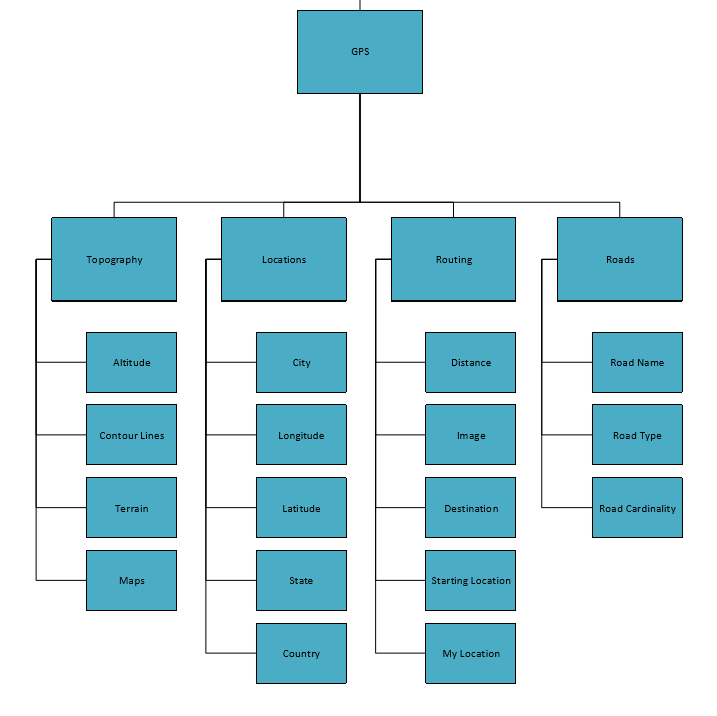 GPS
Topography
Locations
Routing
Roads
Altitude
City
Distance
Road Name
Contour Lines
Longitude
Image
Road Type
Terrain
Latitude
Destination
Road Cardinality
Maps
State
Starting Location
Country
My Location